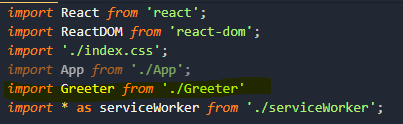 import React from 'react';
import ReactDOM from 'react-dom';
import './index.css';
import App from './App';
import Greeter from './Greeter'
import * as serviceWorker from './serviceWorker';